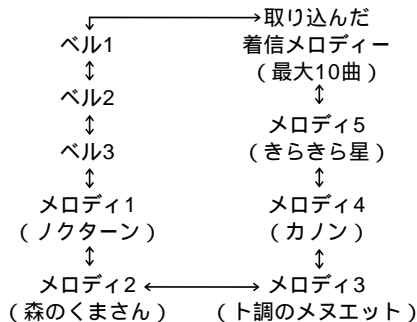 ベル1
ベル2
ベル3
メロディ1
（ノクターン）
メロディ2
（森のくまさん）
取り込んだ
着信メロディー
（最大10曲）
メロディ5
（きらきら星）
メロディ4
（カノン）
メロディ3
（ト調のメヌエット）